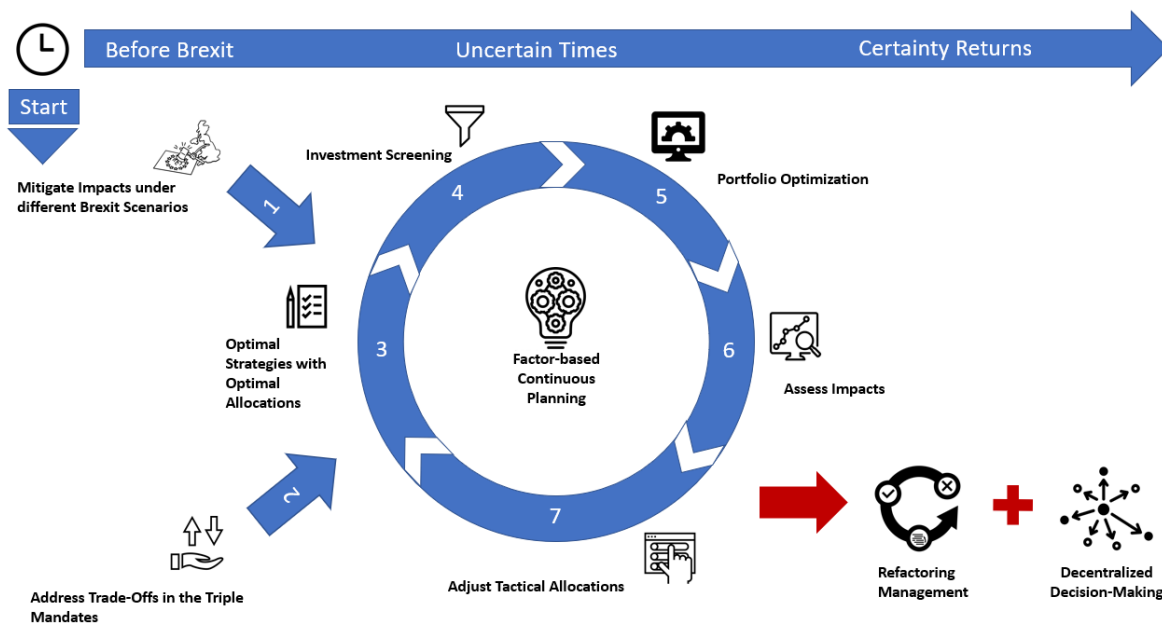 Before Brexit
Uncertain Times
Certainty Returns
Start
Mitigate Impacts under
different Brexit Scenarios
1
Investment Screening
4
5
Portfolio Optimization
Optimal
Strategies with
Optimal
Allocations
3
Factor-based
Continuous
Planning
6
Assess Impacts
2
Address Trade-Offs in the Triple
Mandates
7
Adjust Tactical Allocations
Refactoring
Management
Decentralized
Decision-Making